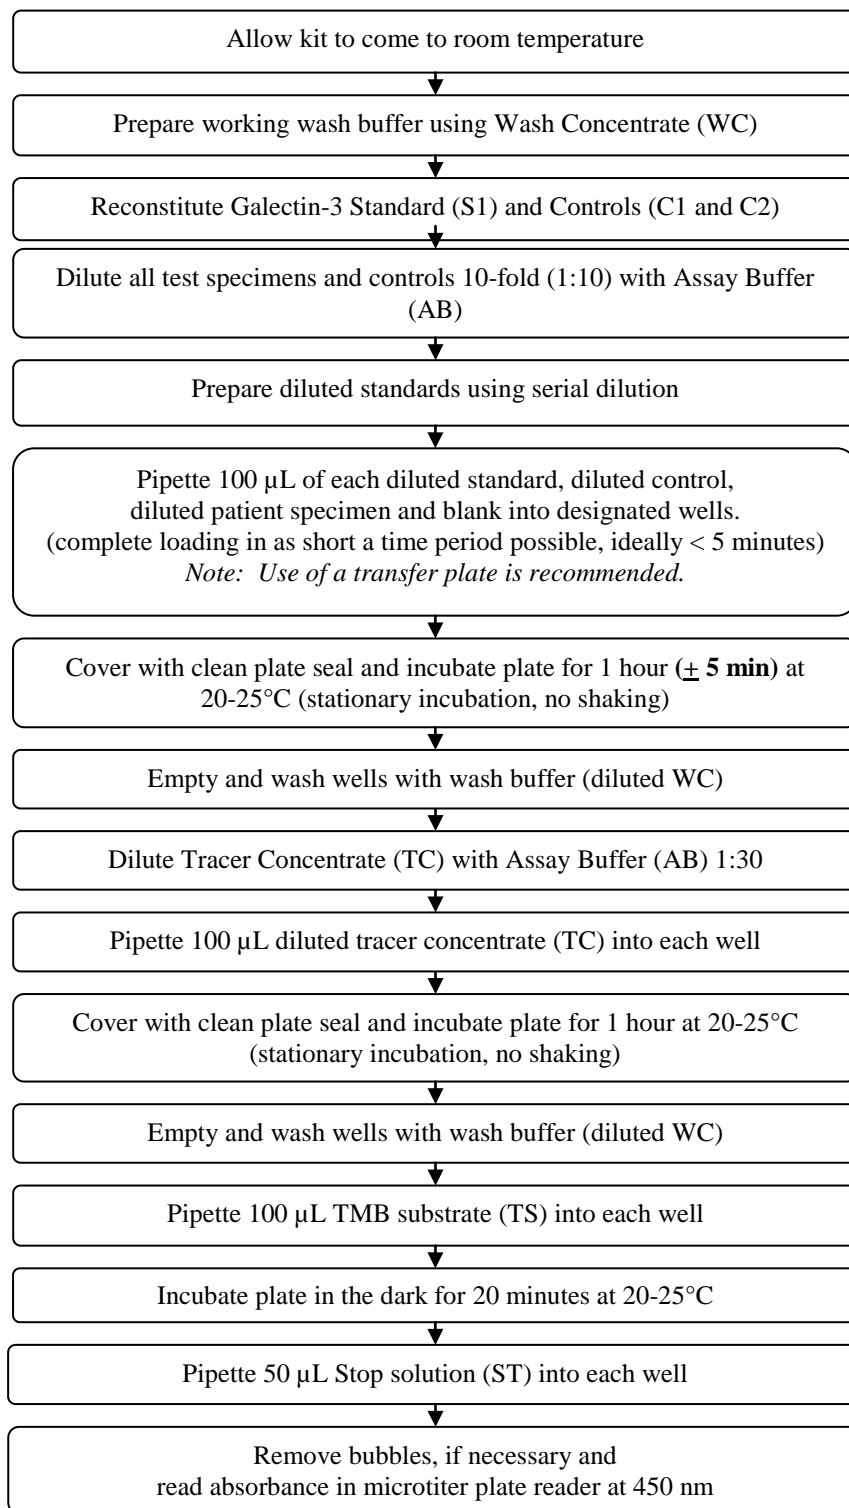 Allow kit to come to room temperature
Prepare working wash buffer using Wash Concentrate (WC)
Reconstitute Galectin-3 Standard (S1) and Controls (C1 and C2)
Dilute all test specimens and controls 10-fold (1:10) with Assay Buffer
(AB)
Prepare diluted standards using serial dilution
Pipette 100 µL of each diluted standard, diluted control,
diluted patient specimen and blank into designated wells.
(complete loading in as short a time period possible, ideally < 5 minutes)
Note: Use of a transfer plate is recommended.
Cover with clean plate seal and incubate plate for 1 hour (± 5 min) at
20-25°C (stationary incubation, no shaking)
Empty and wash wells with wash buffer (diluted WC)
Dilute Tracer Concentrate (TC) with Assay Buffer (AB) 1:30
Pipette 100 µL diluted tracer concentrate (TC) into each well
Cover with clean plate seal and incubate plate for 1 hour at 20-25°C
(stationary incubation, no shaking)
Empty and wash wells with wash buffer (diluted WC)
Pipette 100 µL TMB substrate (TS) into each well
Incubate plate in the dark for 20 minutes at 20-25°C
Pipette 50 µL Stop solution (ST) into each well
Remove bubbles, if necessary and
read absorbance in microtiter plate reader at 450 nm